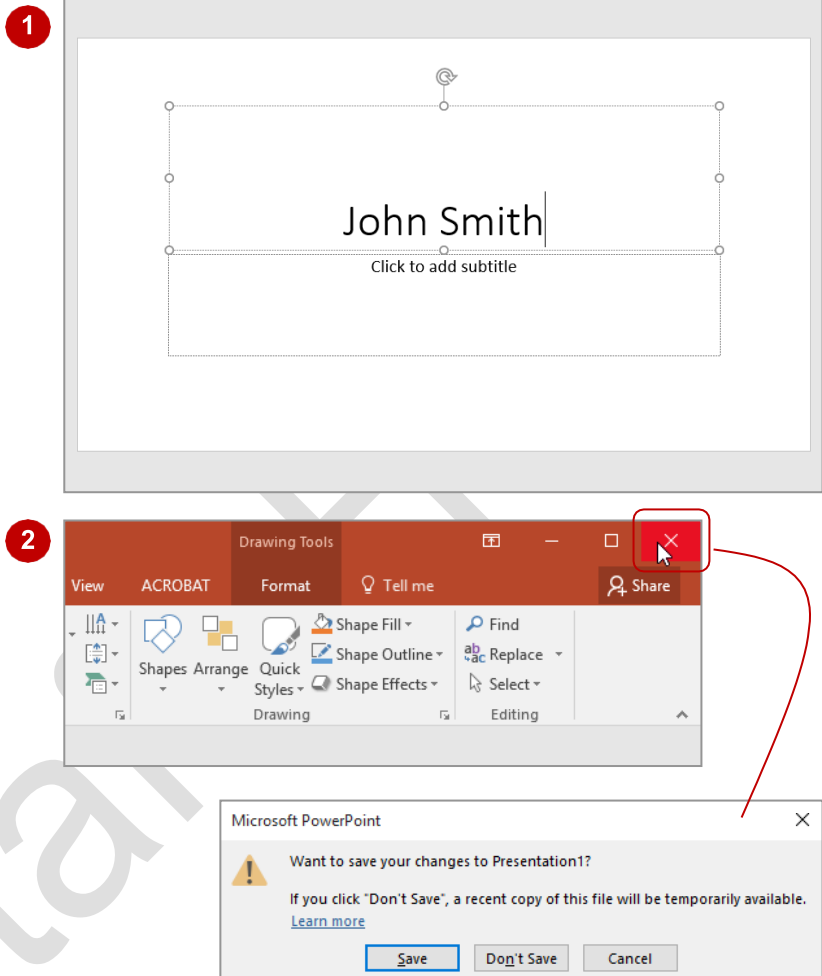 1
John Smith
Click to add subtitle
2
Drawing Tools
View ACROBAT Format Tell me Share
A Shape Fill Find
Shape Outline ab ac Replace
Shapes Arrange Quick Styles Shape Effects Select
Drawing Editing
Microsoft PowerPoint
Want to save your changes to Presentation1?
If you click "Don't Save", a recent copy of this file will be temporarily available.
Learn more
Save Don't Save Cancel